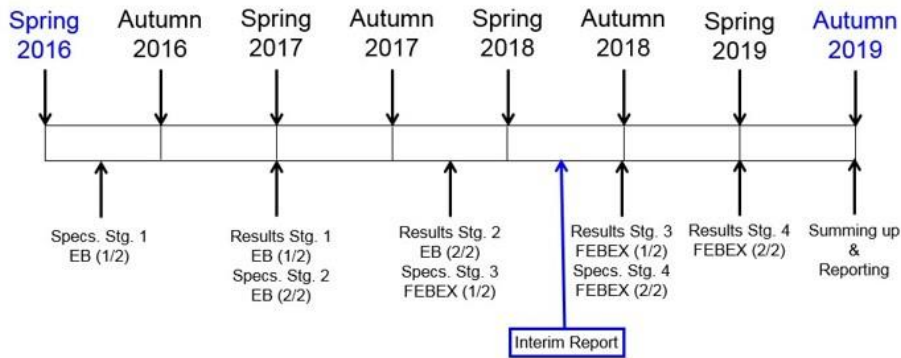 Spring
2016
Autumn
2016
Spring
2017
Autumn
2017
Spring
2018
Autumn
2018
Spring
2019
Autumn
2019
Specs. Stg. 1
EB (1/2)
Results Stg. 1
EB (1/2)
Specs. Stg. 2
EB (2/2)
Results Stg. 2
EB (2/2)
Specs. Stg. 3
FEBEX (1/2)
Results Stg. 3
FEBEX (1/2)
Specs. Stg. 4
FEBEX (2/2)
Results Stg. 4
FEBEX (2/2)
Summing up
&
Reporting
Interim Report